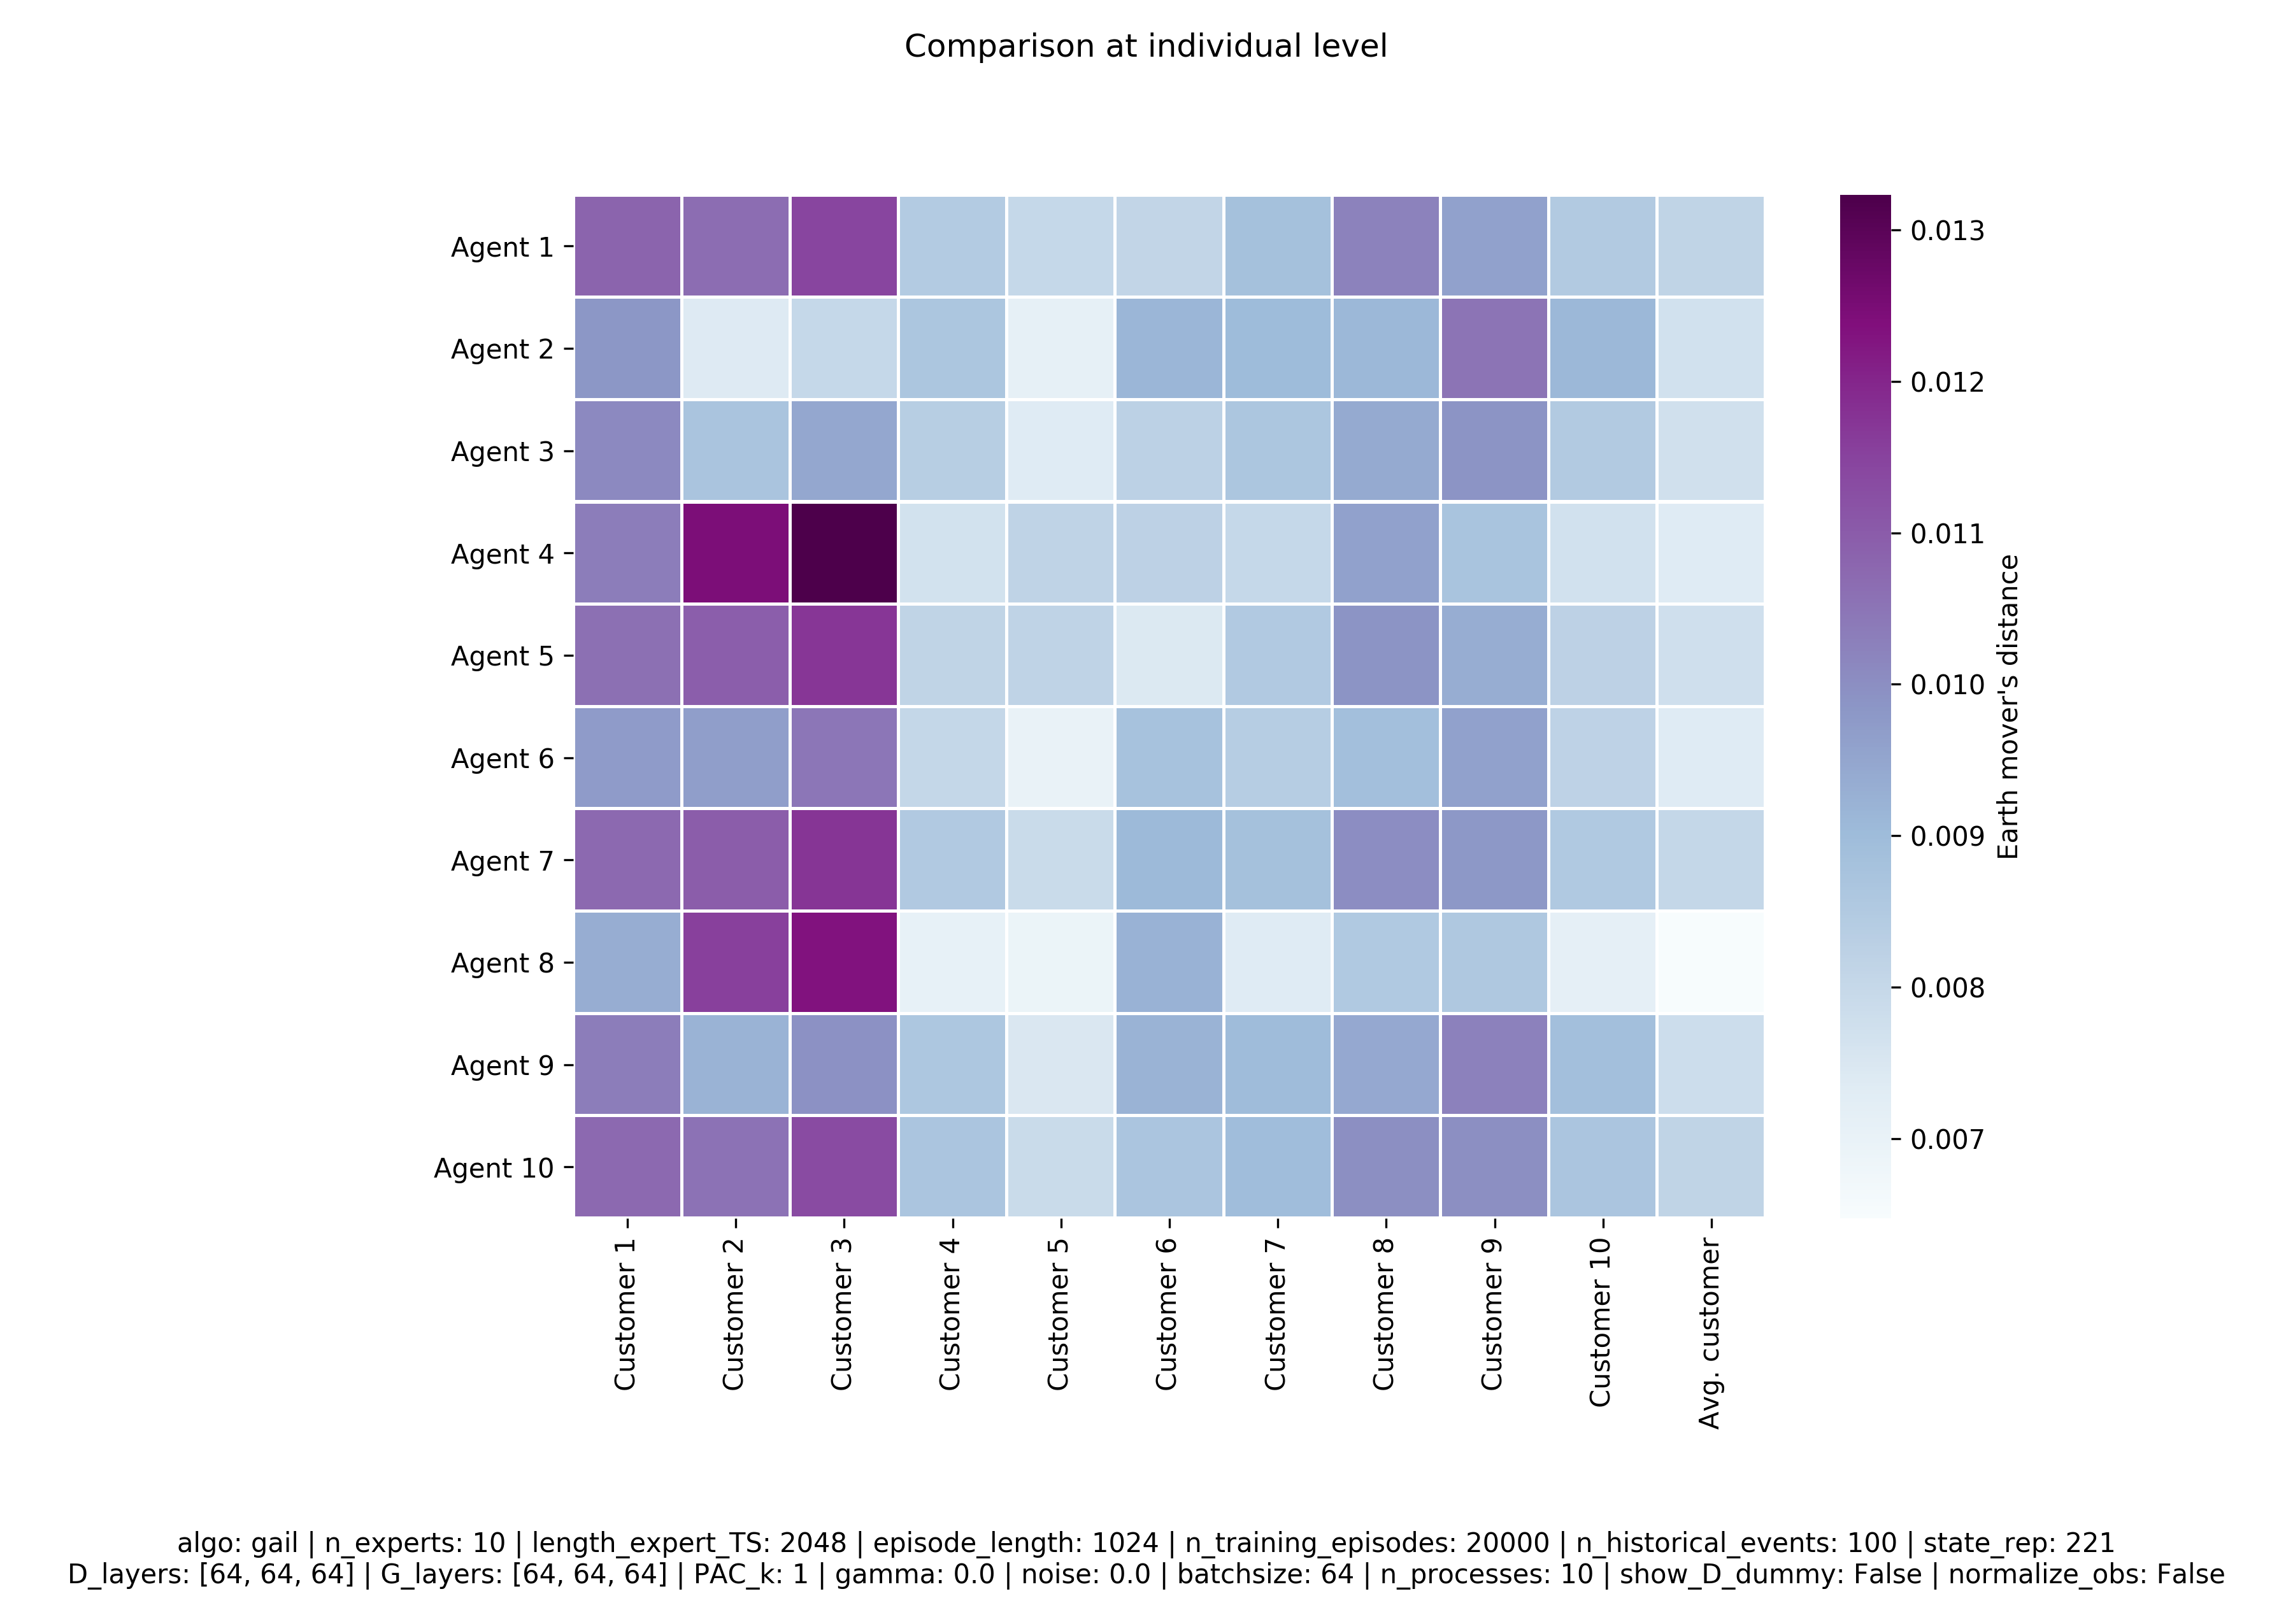 Comparison at individual level
Agent 1
Agent 2
Agent 3
Agent 4
Agent 5
Agent 6
Agent 7
Agent 8
Agent 9
Agent 10
Customer 1
Customer 2
Customer 3
Customer 4
Customer 5
Customer 6
Customer 7
Customer 8
Customer 9
Customer 10
Avg. customer
0.013
0.012
0.011
0.010
0.009
0.008
0.007
Earth mover's distance
algo: gail | n_experts: 10 | length_expert_TS: 2048 | episode_length: 1024 | n_training_episodes: 20000 | n_historical_events: 100 | state_rep: 221
D_layers: [64, 64, 64] | G_layers: [64, 64, 64] | PAC_k: 1 | gamma: 0.0 | noise: 0.0 | batchsize: 64 | n_processes: 10 | show_D_dummy: False | normalize_obs: False